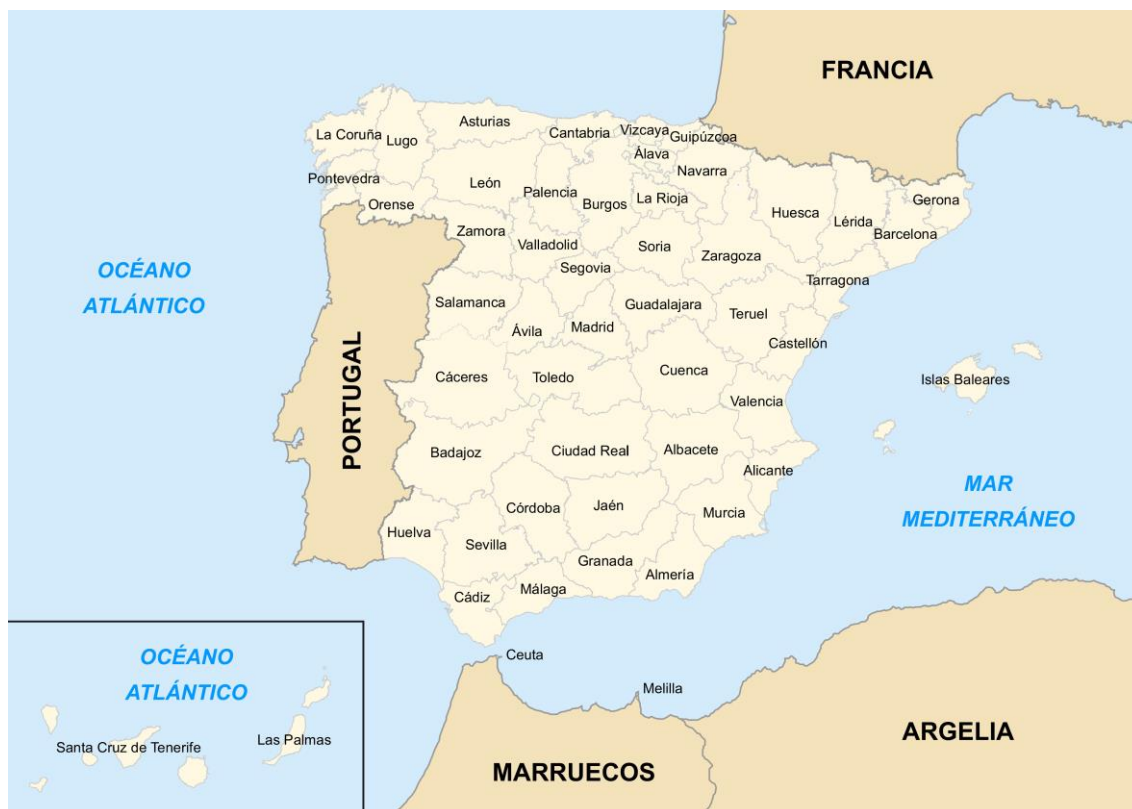 FRANCIA
Asturias
La Coruña
Lugo
Cantabria
Vizcaya
Guipúzcoa
Álava
Pontevedra
León
Navarra
Orense
Palencia
Burgos
La Rioja
Huesca
Lérida
Gerona
Barcelona
Zamora
Valladolid
Soria
Zaragoza
Segovia
Tarragona
OCÉANO
ATLÁNTICO
Salamanca
Ávila
Madrid
Guadalajara
Teruel
Castellón
PORTUGAL
Cáceres
Toledo
Cuenca
Islas Baleares
Valencia
Badajoz
Ciudad Real
Albacete
Alicante
MAR
MEDITERRÁNEO
Huelva
Córdoba
Jaén
Murcia
Sevilla
Granada
Almería
Cádiz
Málaga
Ceuta
Melilla
OCÉANO
ATLÁNTICO
Santa Cruz de Tenerife
Las Palmas
MARRUECOS
ARGELIA